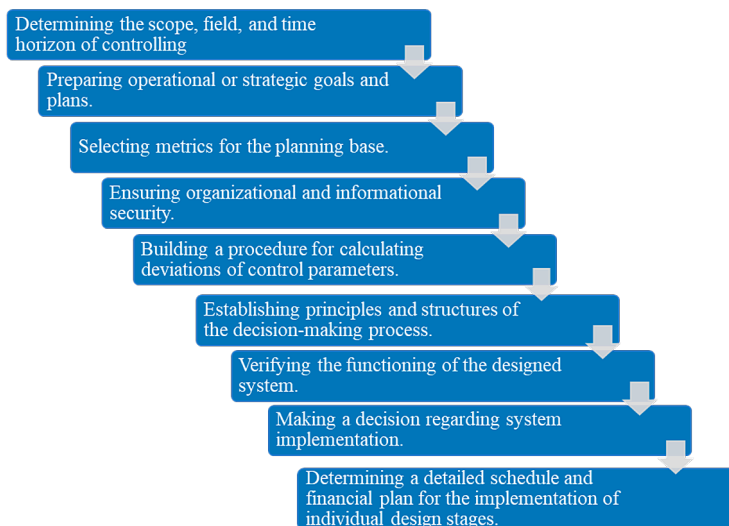 Determining the scope, field, and time
horizon of controlling
Preparing operational or strategic goals and
plans.
Selecting metrics for the planning base.
Ensuring organizational and informational
security.
Building a procedure for calculating
deviations of control parameters.
Establishing principles and structures of
the decision-making process.
Verifying the functioning of the designed
system.
Making a decision regarding system
implementation.
Determining a detailed schedule and
financial plan for the implementation of
individual design stages.